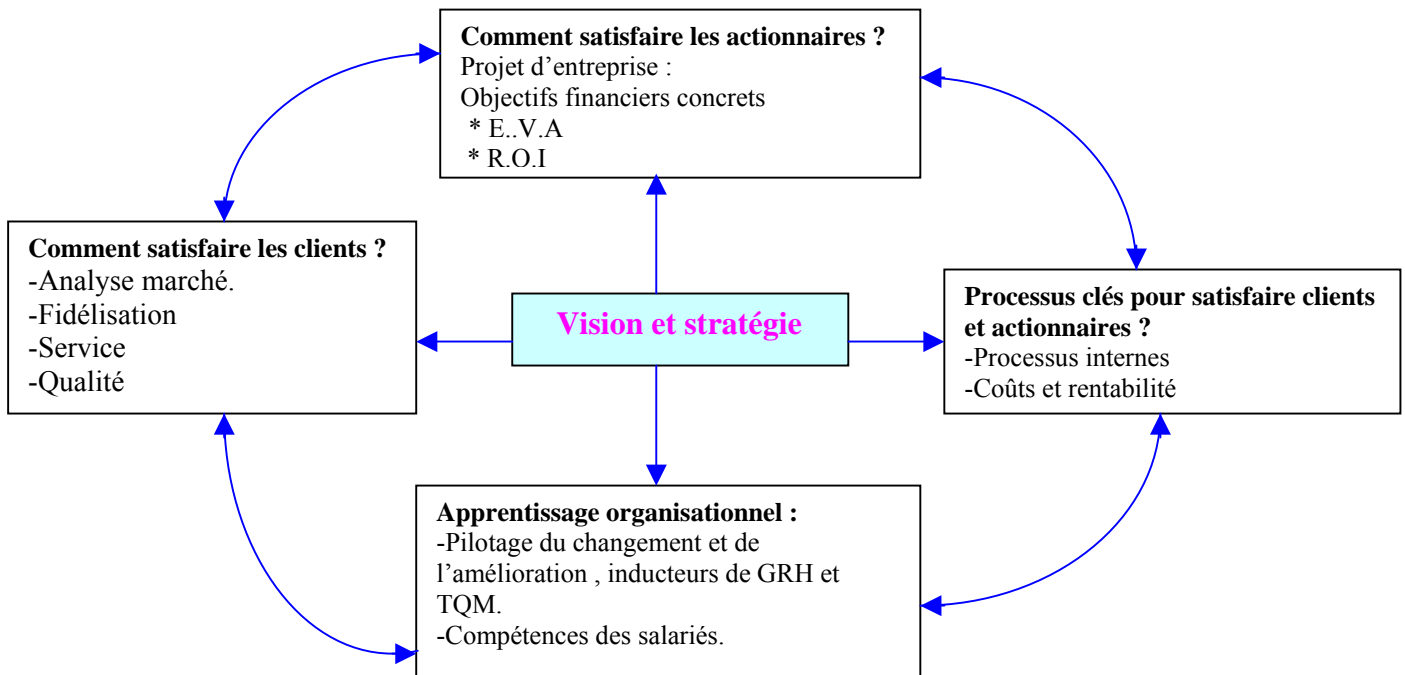 Comment satisfaire les actionnaires ?
Projet d’entreprise :
Objectifs financiers concrets
* E..V.A
* R.O.I
Comment satisfaire les clients ?
-Analyse marché.
-Fidélisation
-Service
-Qualité
Vision et stratégie
Processus clés pour satisfaire clients
et actionnaires ?
-Processus internes
-Coûts et rentabilité
Apprentissage organisationnel :
-Pilotage du changement et de
l’amélioration , inducteurs de GRH et
TQM.
-Compétences des salariés.